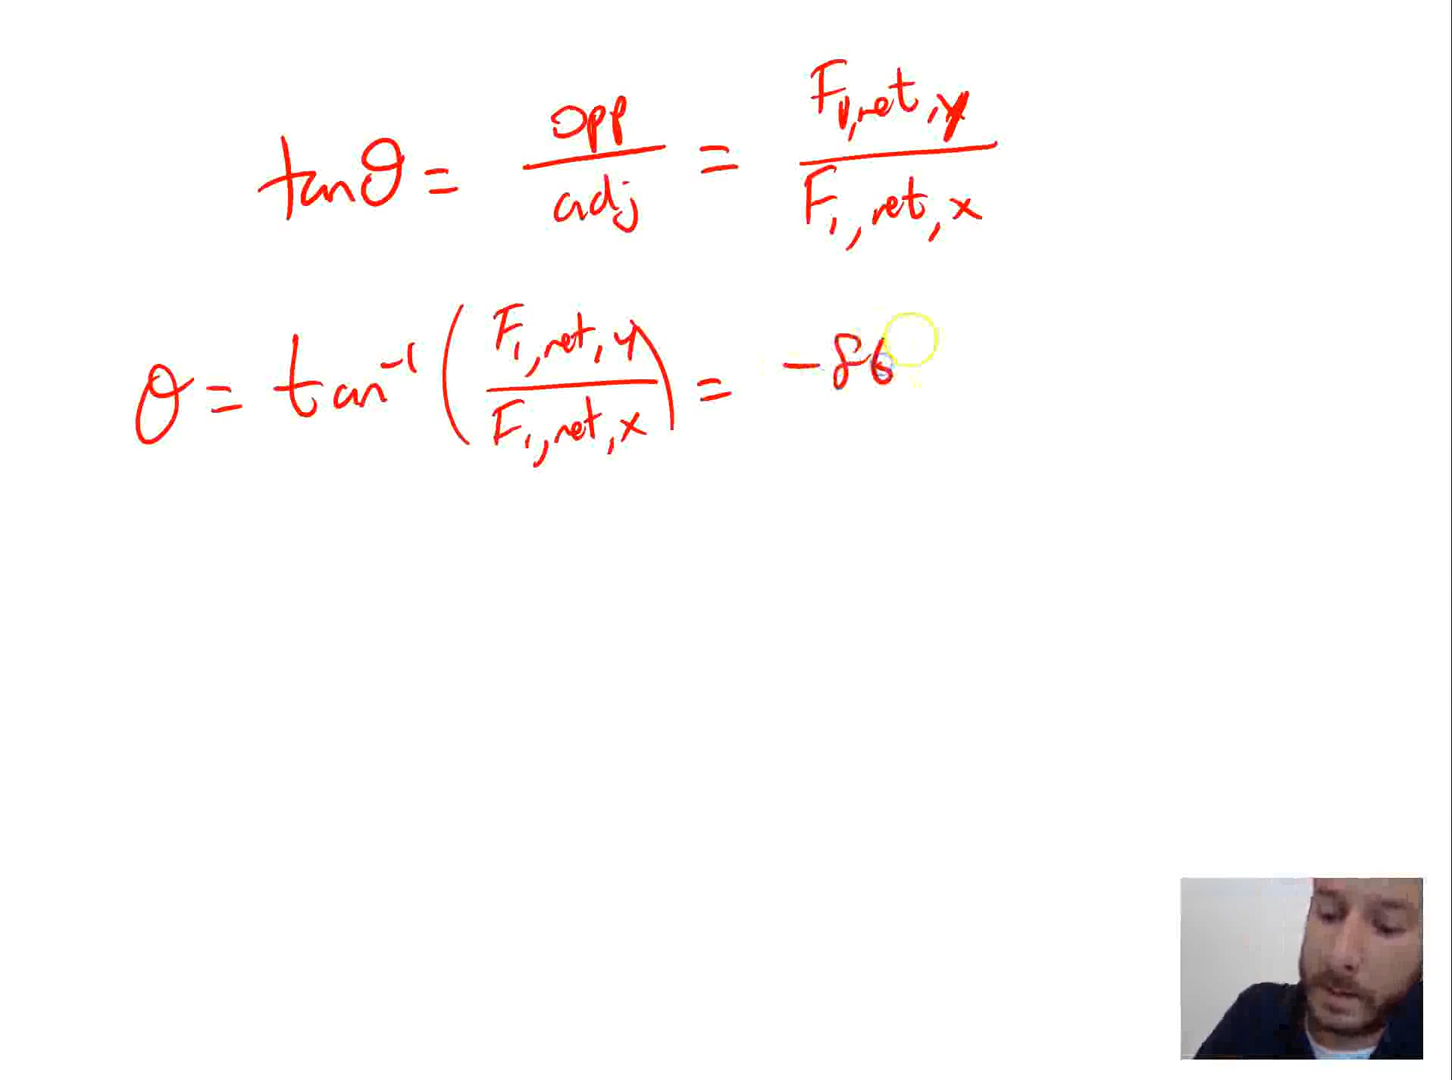 tanθ = opp/adj = F1,net,y/F1,net,x
θ = tan⁻¹(F1,net,y/F1,net,x) = -86